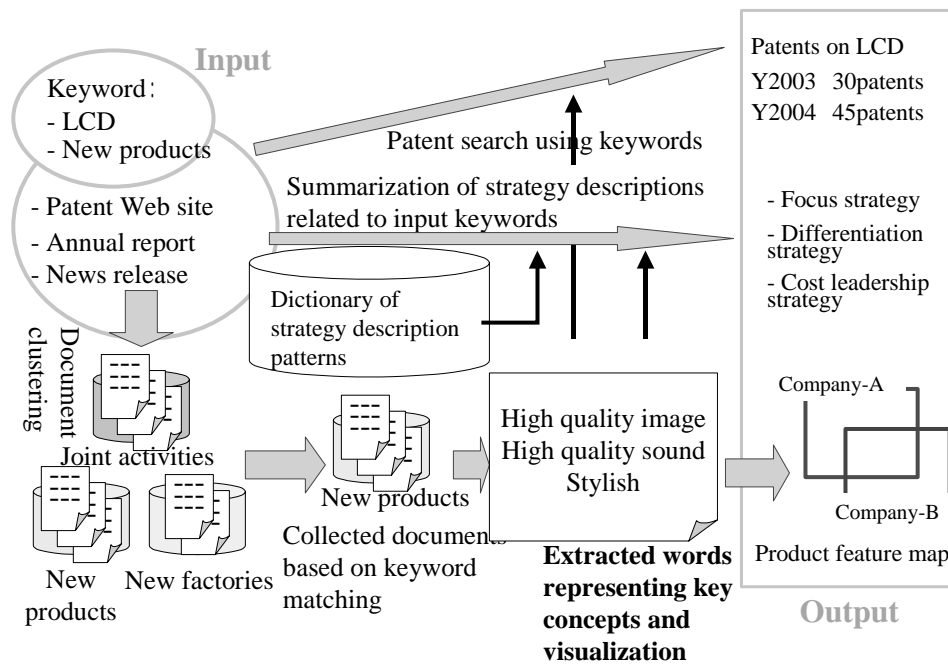 Input
Keyword:
- LCD
- New products
- Patent Web site
- Annual report
- News release
Patent search using keywords
Summarization of strategy descriptions
related to input keywords
Dictionary of
strategy description
patterns
Document
clustering
Joint activities
New
products
New factories
New products
Collected documents
based on keyword
matching
High quality image
High quality sound
Stylish
Extracted words
representing key
concepts and
visualization
Patents on LCD
Y2003 30patents
Y2004 45patents
- Focus strategy
- Differentiation
strategy
- Cost leadership
strategy
Company-A
Company-B
Product feature map
Output